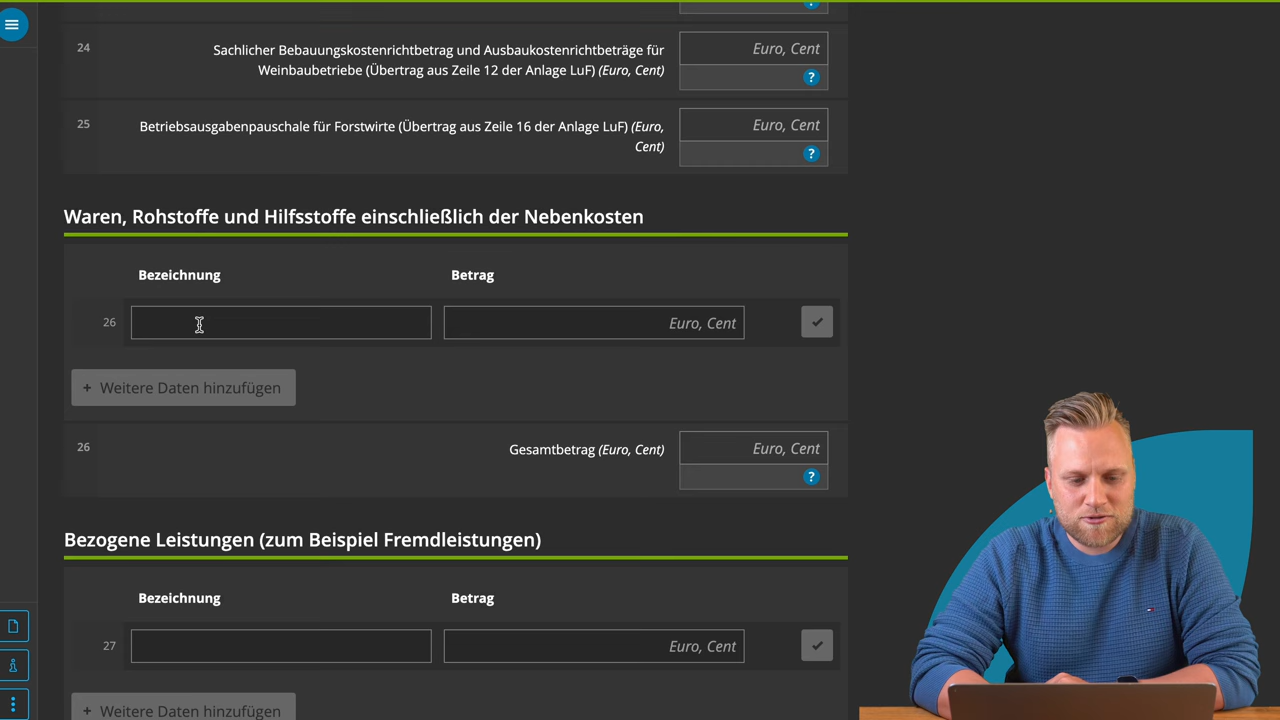 24
Sachlicher Bebauungskostenrichtbetrag und Ausbaukostenrichtbeträge für
Weinbaubetriebe (Übertrag aus Zeile 12 der Anlage LuF) (Euro, Cent)
Euro, Cent
?
25
Betriebsausgabenpauschale für Forstwirte (Übertrag aus Zeile 16 der Anlage LuF) (Euro,
Cent)
Euro, Cent
?
Waren, Rohstoffe und Hilfsstoffe einschließlich der Nebenkosten
Bezeichnung
Betrag
26
Euro, Cent
+ Weitere Daten hinzufügen
26
Gesamtbetrag (Euro, Cent)
Euro, Cent
?
Bezogene Leistungen (zum Beispiel Fremdleistungen)
Bezeichnung
Betrag
27
Euro, Cent
+ Weitere Daten hinzufügen